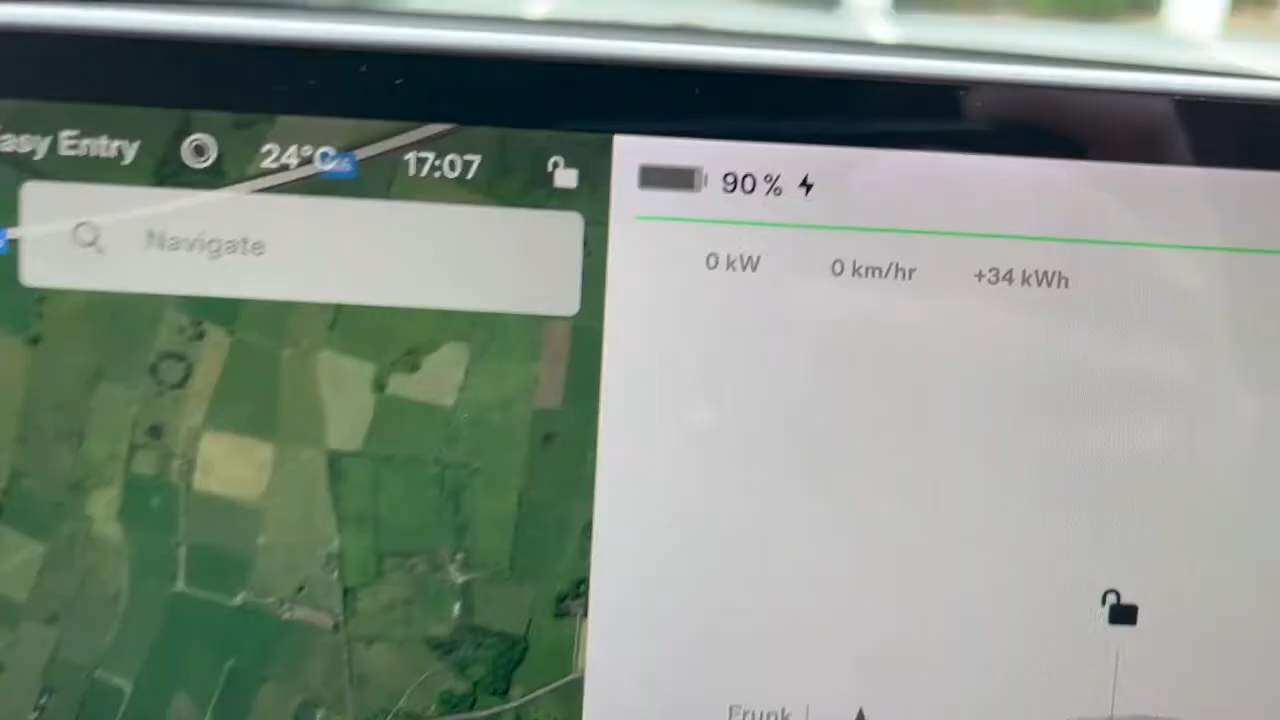 asy Entry
24°C
17:07
Navigate
90%
0 kW
0 km/hr
+34 kWh
Frunk